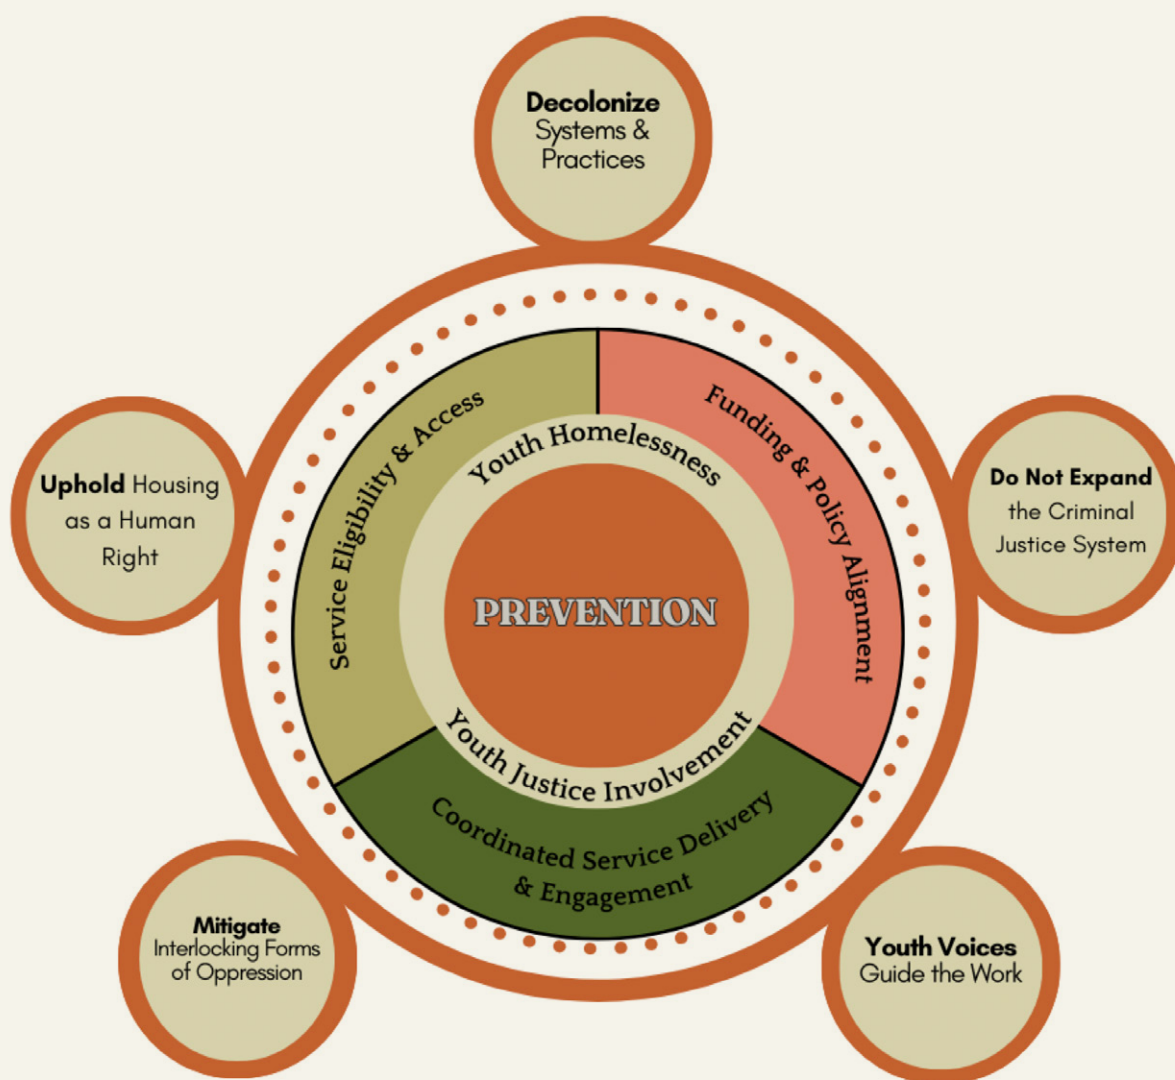 Decolonize
Systems &
Practices
Uphold Housing
as a Human
Right
Do Not Expand
the Criminal
Justice System
Service Eligibility & Access
Funding & Policy Alignment
Youth Homelessness
PREVENTION
Youth Justice Involvement
Coordinated Service Delivery
& Engagement
Mitigate
Interlocking Forms
of Oppression
Youth Voices
Guide the Work